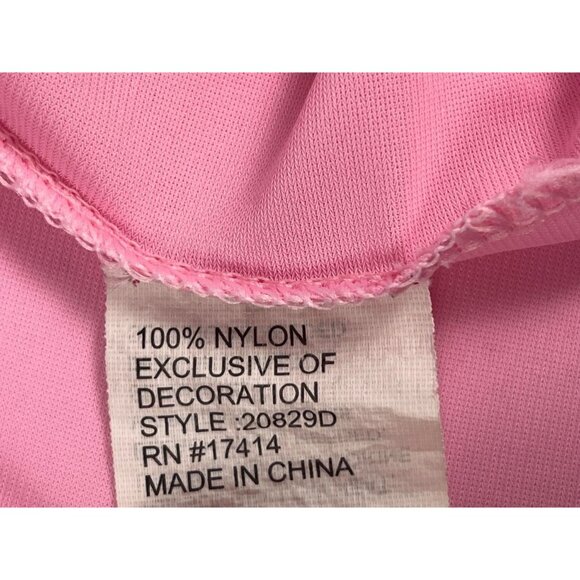 100% NYLON
EXCLUSIVE OF
DECORATION
STYLE :20829D
RN #17414
MADE IN CHINA